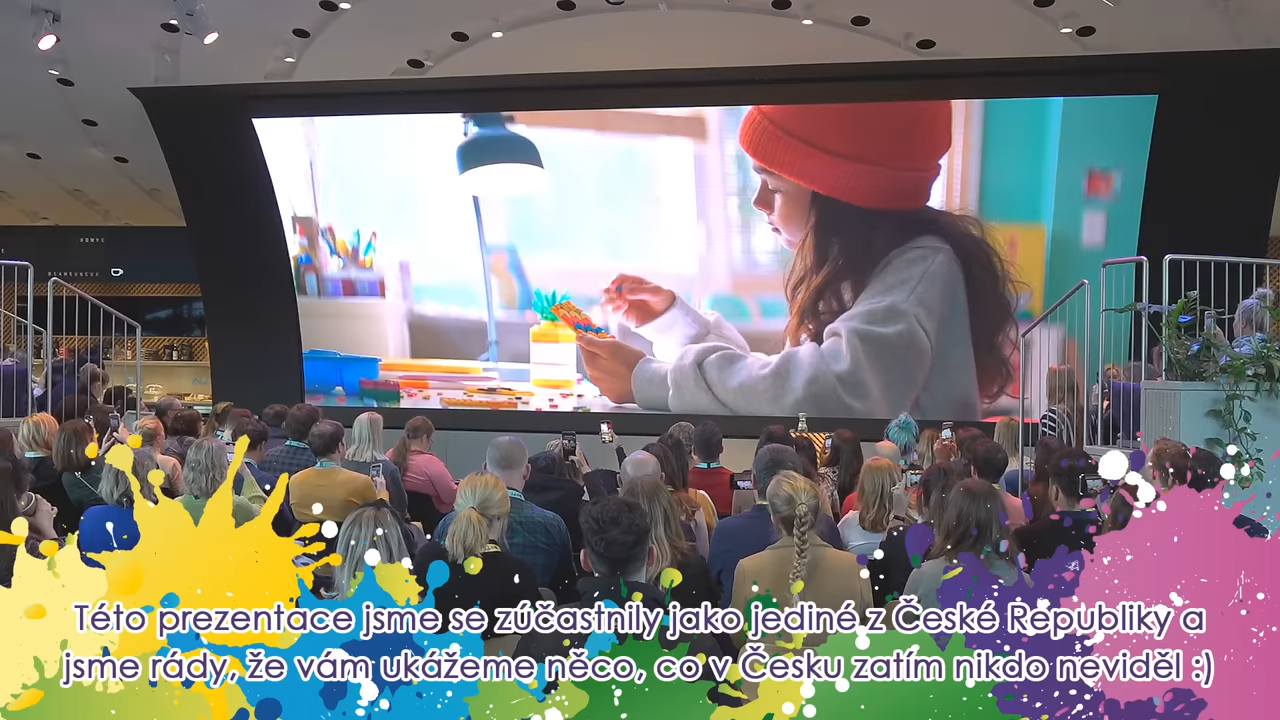 Této prezentace jsme se zúčastnily jako jediné z České Republiky a
jsme rády, že vám ukážeme něco, co v Česku zatím nikdo neviděl :)